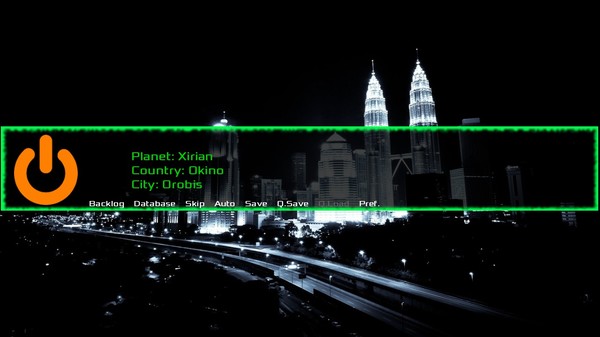 Planet: Xirian
Country: Okino
City: Orobis
Backlog Database Skip Auto Save Q.Save Q.Load Pref.